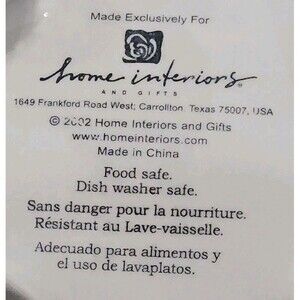 Made Exclusively For
home interiors
AND GIFTS
1649 Frankford Road West; Carrollton, Texas 75007, USA
© 2002 Home Interiors and Gifts
www.homeinteriors.com
Made in China
Food safe.
Dish washer safe.
Sans danger pour la nourriture.
Résistant au Lave-vaisselle.
Adecuado para alimentos y
el uso de lavaplatos.